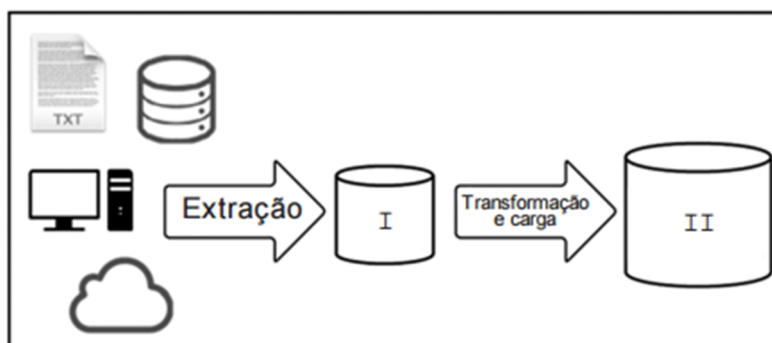 TXT
Extração
I
Transformação
e carga
II